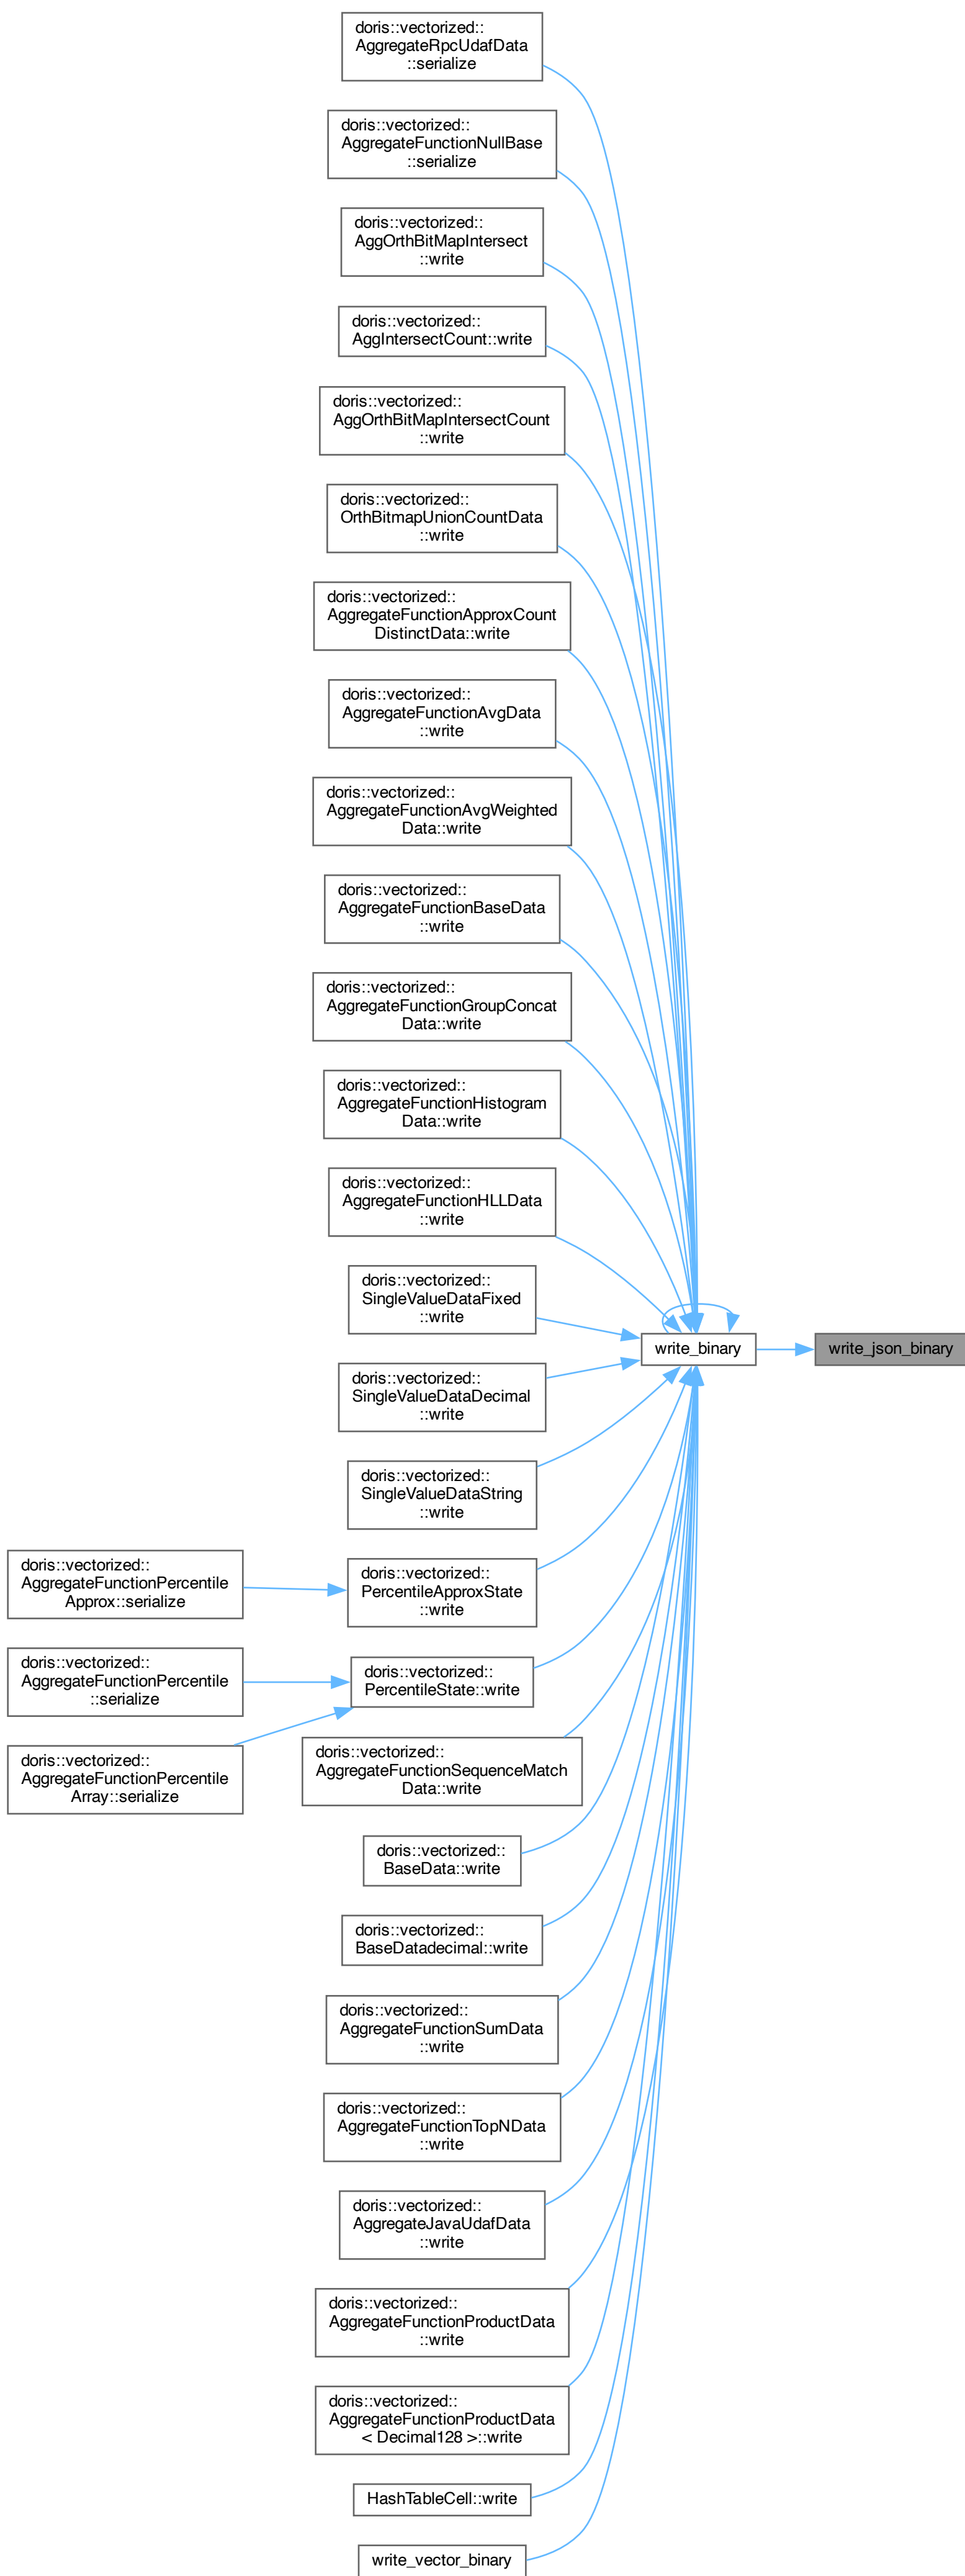 doris::vectorized::
AggregateRpcUdafData
::serialize
doris::vectorized::
AggregateFunctionNullBase
::serialize
doris::vectorized::
AggOrthBitMapIntersect
::write
doris::vectorized::
AggIntersectCount::write
doris::vectorized::
AggOrthBitMapIntersectCount
::write
doris::vectorized::
OrthBitmapUnionCountData
::write
doris::vectorized::
AggregateFunctionApproxCount
DistinctData::write
doris::vectorized::
AggregateFunctionAvgData
::write
doris::vectorized::
AggregateFunctionAvgWeighted
Data::write
doris::vectorized::
AggregateFunctionBaseData
::write
doris::vectorized::
AggregateFunctionGroupConcat
Data::write
doris::vectorized::
AggregateFunctionHistogram
Data::write
doris::vectorized::
AggregateFunctionHLLData
::write
doris::vectorized::
SingleValueDataFixed
::write
write_binary
write_json_binary
doris::vectorized::
SingleValueDataDecimal
::write
doris::vectorized::
SingleValueDataString
::write
doris::vectorized::
AggregateFunctionPercentile
Approx::serialize
doris::vectorized::
PercentileApproxState
::write
doris::vectorized::
AggregateFunctionPercentile
::serialize
doris::vectorized::
PercentileState::write
doris::vectorized::
AggregateFunctionPercentile
Array::serialize
doris::vectorized::
AggregateFunctionSequenceMatch
Data::write
doris::vectorized::
BaseData::write
doris::vectorized::
BaseDatadecimal::write
doris::vectorized::
AggregateFunctionSumData
::write
doris::vectorized::
AggregateFunctionTopNData
::write
doris::vectorized::
AggregateJavaUdafData
::write
doris::vectorized::
AggregateFunctionProductData
::write
doris::vectorized::
AggregateFunctionProductData
< Decimal128 >::write
HashTableCell::write
write_vector_binary